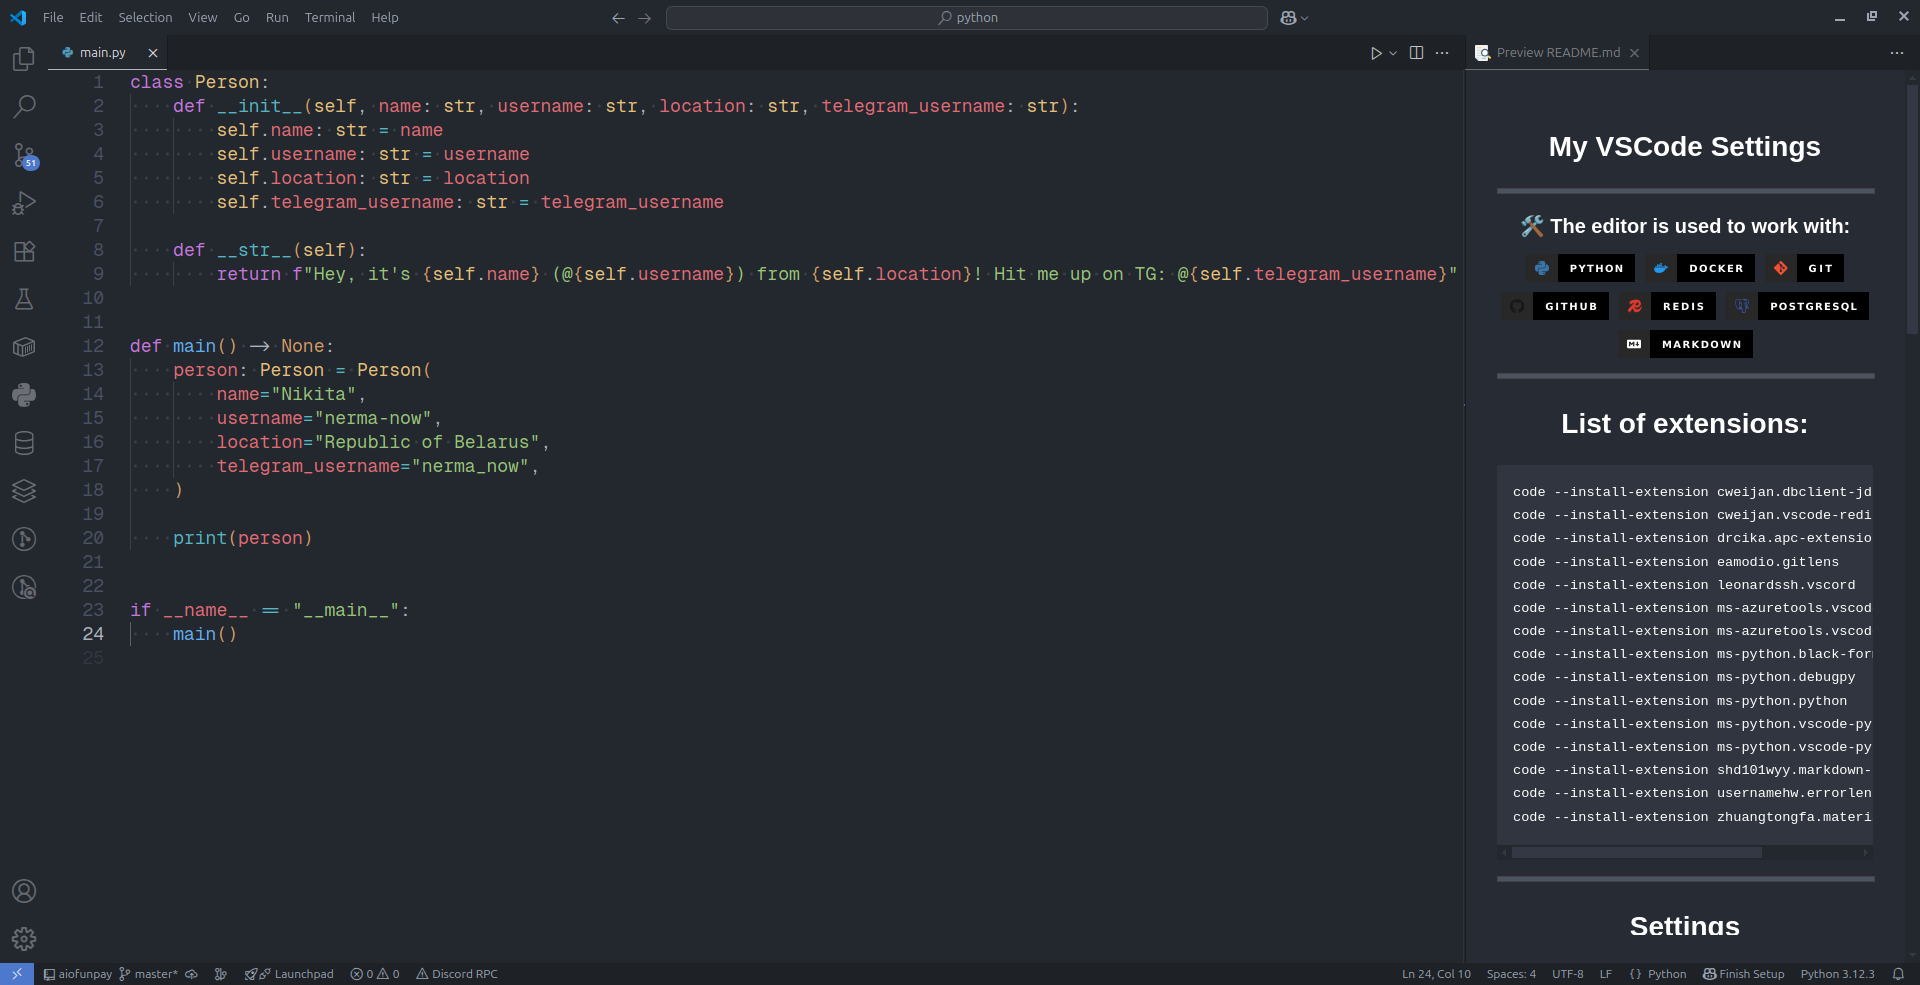 File Edit Selection View Go Run Terminal Help
python
main.py
Preview README.md
51
1 class Person:
2 def __init__(self, name: str, username: str, location: str, telegram_username: str):
3 self.name: str = name
4 self.username: str = username
5 self.location: str = location
6 self.telegram_username: str = telegram_username
7
8 def __str__(self):
9 return f"Hey, it's {self.name} (@{self.username}) from {self.location}! Hit me up on TG: @{self.telegram_username}"
10
11
12 def main() -> None:
13 person: Person = Person(
14 name="Nikita",
15 username="nerma-now",
16 location="Republic of Belarus",
17 telegram_username="nerma_now",
18 )
19
20 print(person)
21
22
23 if __name__ == "__main__":
24 main()
25
My VSCode Settings
🛠 The editor is used to work with:
PYTHON DOCKER GIT
GITHUB REDIS POSTGRESQL
MARKDOWN
List of extensions:
code --install-extension cweijan.dbclient-jd
code --install-extension cweijan.vscode-redi
code --install-extension drcika.apc-extensio
code --install-extension eamodio.gitlens
code --install-extension leonardssh.vscord
code --install-extension ms-azuretools.vscod
code --install-extension ms-azuretools.vscod
code --install-extension ms-python.black-for
code --install-extension ms-python.debugpy
code --install-extension ms-python.python
code --install-extension ms-python.vscode-py
code --install-extension ms-python.vscode-py
code --install-extension shd101wyy.markdown-
code --install-extension usernamehw.errorlen
code --install-extension zhuangtongfa.materi
Settings
aiofunpay master* Launchpad 0 0 Discord RPC
Ln 24, Col 10 Spaces: 4 UTF-8 LF {} Python Finish Setup Python 3.12.3